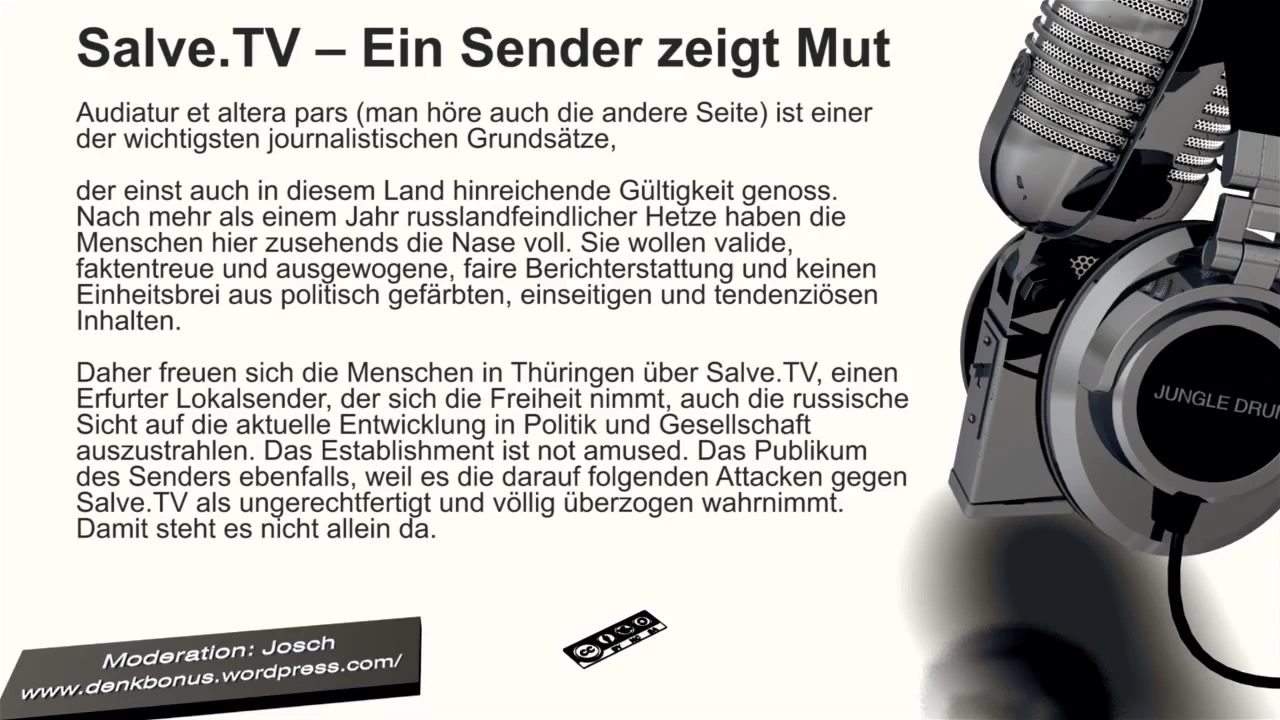 Salve.TV – Ein Sender zeigt Mut
Audiatur et altera pars (man höre auch die andere Seite) ist einer
der wichtigsten journalistischen Grundsätze,
der einst auch in diesem Land hinreichende Gültigkeit genoss.
Nach mehr als einem Jahr russlandfeindlicher Hetze haben die
Menschen hier zusehends die Nase voll. Sie wollen valide,
faktentreue und ausgewogene, faire Berichterstattung und keinen
Einheitsbrei aus politisch gefärbten, einseitigen und tendenziösen
Inhalten.
Daher freuen sich die Menschen in Thüringen über Salve.TV, einen
Erfurter Lokalsender, der sich die Freiheit nimmt, auch die russische
Sicht auf die aktuelle Entwicklung in Politik und Gesellschaft
auszustrahlen. Das Establishment ist not amused. Das Publikum
des Senders ebenfalls, weil es die darauf folgenden Attacken gegen
Salve.TV als ungerechtfertigt und völlig überzogen wahrnimmt.
Damit steht es nicht allein da.
JUNGLE DRU
Moderation: Josch
www.denkbonus.wordpress.com/
CC
BY NC SA